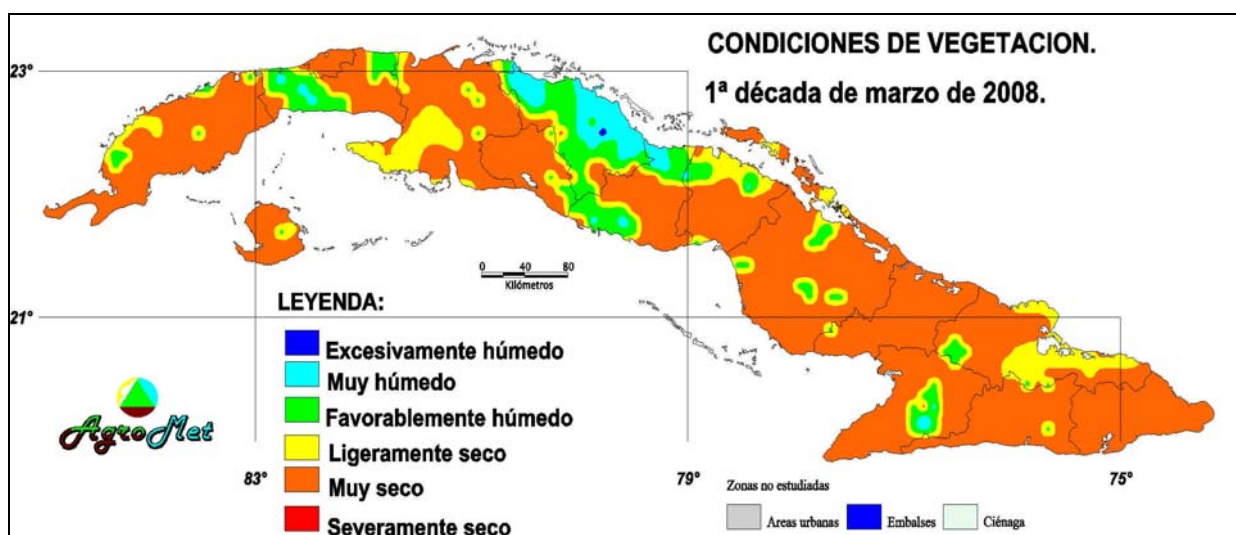 CONDICIONES DE VEGETACION.
1ª década de marzo de 2008.
23°
21°
0 40 80
Kilómetros
LEYENDA:
Excesivamente húmedo
Muy húmedo
Favorablemente húmedo
Ligeramente seco
Muy seco
Severamente seco
AgroMet
83°
79°
75°
Zonas no estudiadas
Areas urbanas
Embalses
Ciénaga